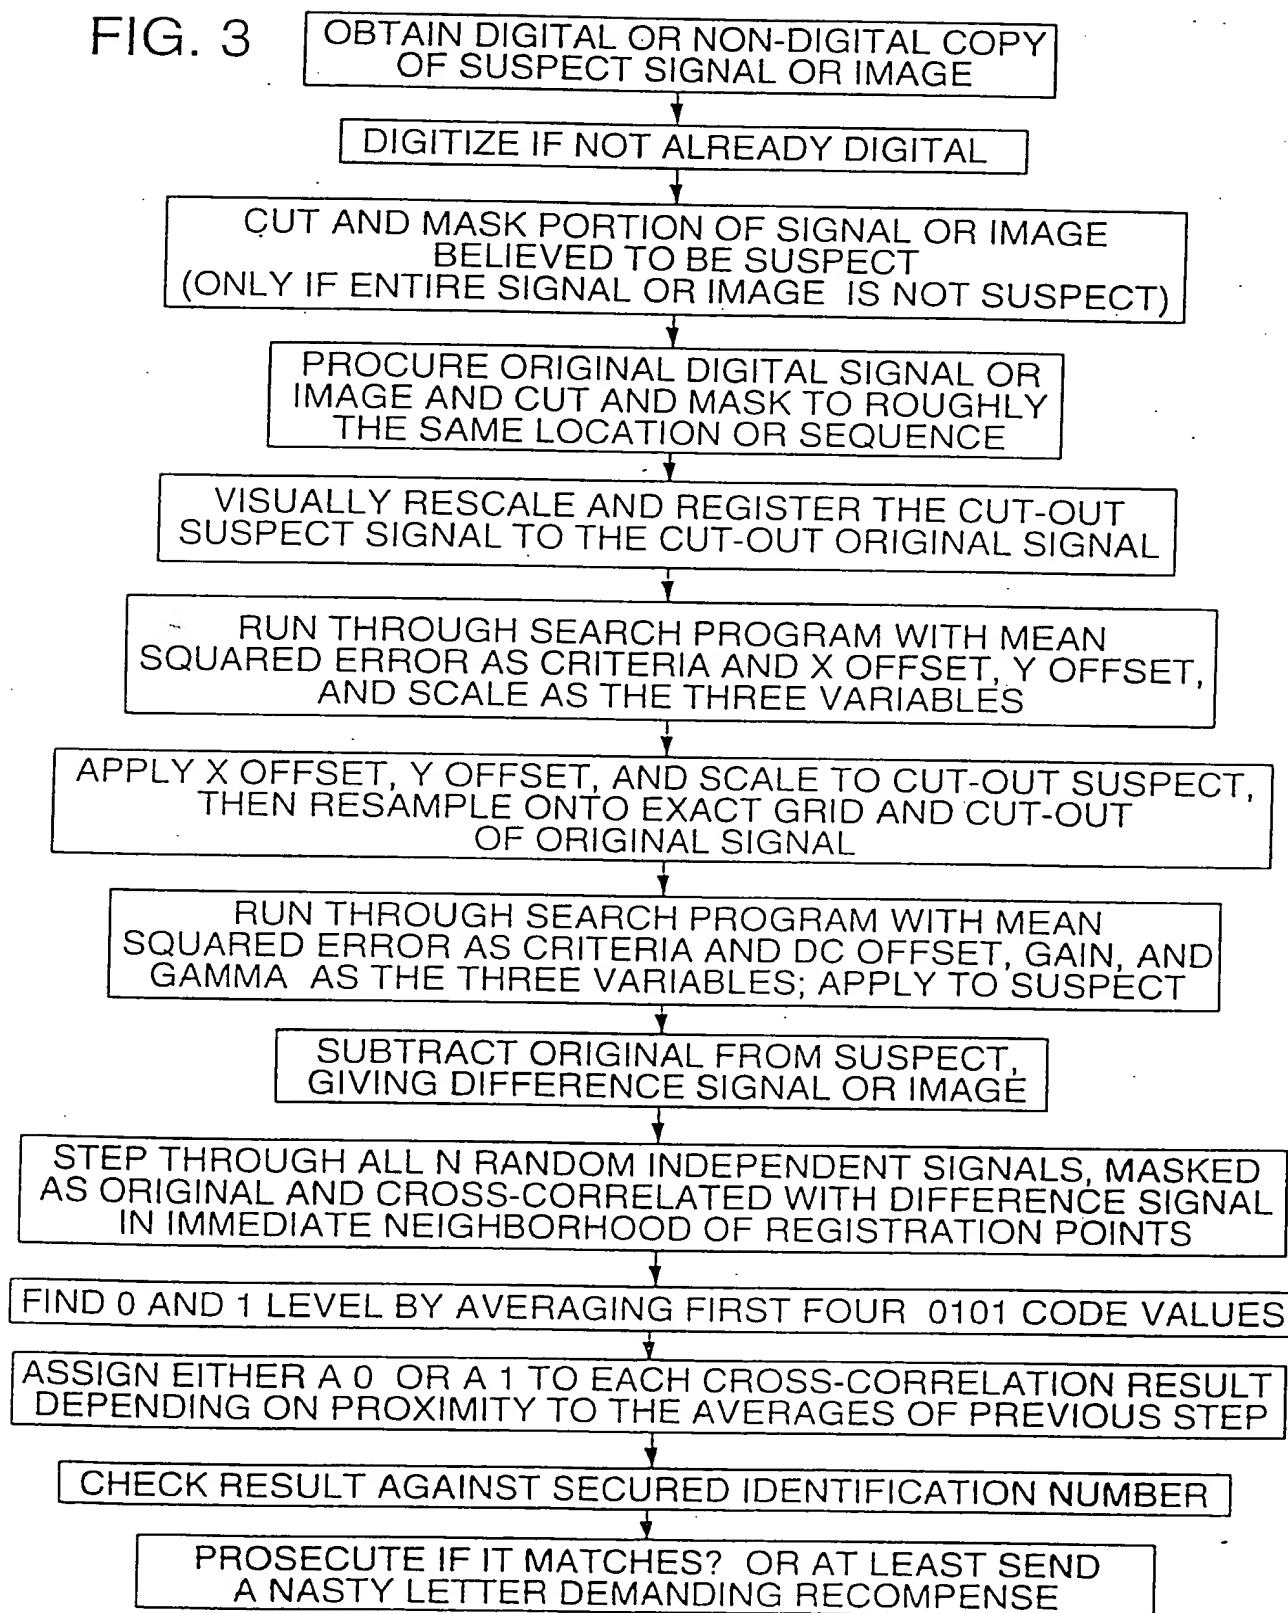 FIG. 3
OBTAIN DIGITAL OR NON-DIGITAL COPY
OF SUSPECT SIGNAL OR IMAGE
DIGITIZE IF NOT ALREADY DIGITAL
CUT AND MASK PORTION OF SIGNAL OR IMAGE
BELIEVED TO BE SUSPECT
(ONLY IF ENTIRE SIGNAL OR IMAGE IS NOT SUSPECT)
PROCURE ORIGINAL DIGITAL SIGNAL OR
IMAGE AND CUT AND MASK TO ROUGHLY
THE SAME LOCATION OR SEQUENCE
VISUALLY RESCALE AND REGISTER THE CUT-OUT
SUSPECT SIGNAL TO THE CUT-OUT ORIGINAL SIGNAL
RUN THROUGH SEARCH PROGRAM WITH MEAN
SQUARED ERROR AS CRITERIA AND X OFFSET, Y OFFSET,
AND SCALE AS THE THREE VARIABLES
APPLY X OFFSET, Y OFFSET, AND SCALE TO CUT-OUT SUSPECT,
THEN RESAMPLE ONTO EXACT GRID AND CUT-OUT
OF ORIGINAL SIGNAL
RUN THROUGH SEARCH PROGRAM WITH MEAN
SQUARED ERROR AS CRITERIA AND DC OFFSET, GAIN, AND
GAMMA AS THE THREE VARIABLES; APPLY TO SUSPECT
SUBTRACT ORIGINAL FROM SUSPECT,
GIVING DIFFERENCE SIGNAL OR IMAGE
STEP THROUGH ALL N RANDOM INDEPENDENT SIGNALS, MASKED
AS ORIGINAL AND CROSS-CORRELATED WITH DIFFERENCE SIGNAL
IN IMMEDIATE NEIGHBORHOOD OF REGISTRATION POINTS
FIND 0 AND 1 LEVEL BY AVERAGING FIRST FOUR 0101 CODE VALUES
ASSIGN EITHER A 0 OR A 1 TO EACH CROSS-CORRELATION RESULT
DEPENDING ON PROXIMITY TO THE AVERAGES OF PREVIOUS STEP
CHECK RESULT AGAINST SECURED IDENTIFICATION NUMBER
PROSECUTE IF IT MATCHES? OR AT LEAST SEND
A NASTY LETTER DEMANDING RECOMPENSE